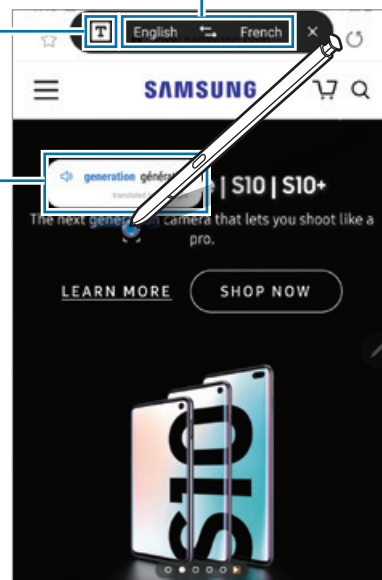 T English French
SAMSUNG
generation
| S10 | S10+
The next camera that lets you shoot like a
pro.
LEARN MORE SHOP NOW
S10